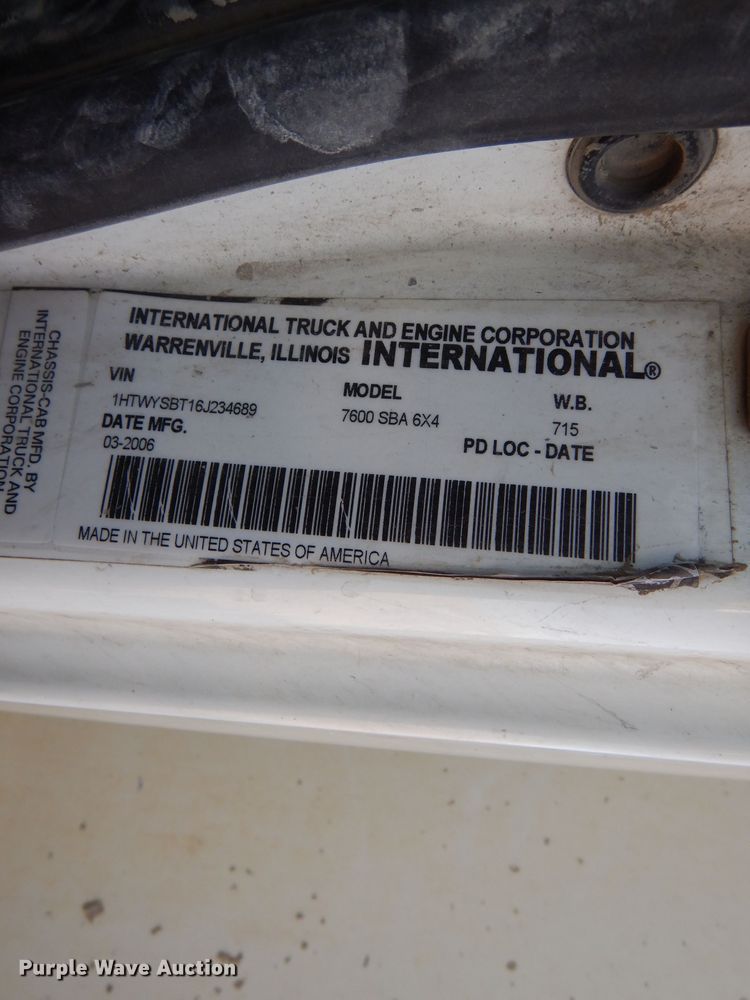 CHASSIS-CAB MFD. BY
INTERNATIONAL TRUCK AND
ENGINE CORPORATION
INTERNATIONAL TRUCK AND ENGINE CORPORATION
WARRENVILLE, ILLINOIS INTERNATIONAL®
VIN MODEL W.B.
1HTWYSBT16J234689 7600 SBA 6X4 715
DATE MFG. PD LOC - DATE
03-2006
MADE IN THE UNITED STATES OF AMERICA
Purple Wave Auction